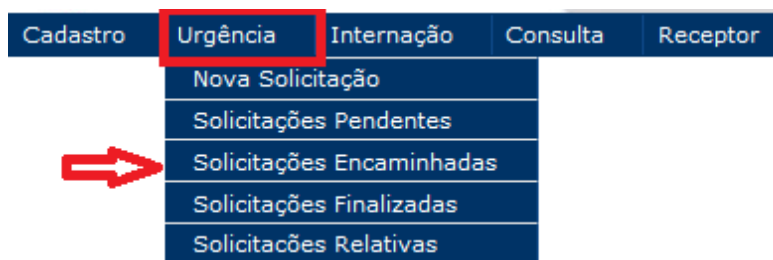 Cadastro Urgência Internação Consulta Receptor
Nova Solicitação
Solicitações Pendentes
Solicitações Encaminhadas
Solicitações Finalizadas
Solicitacões Relativas